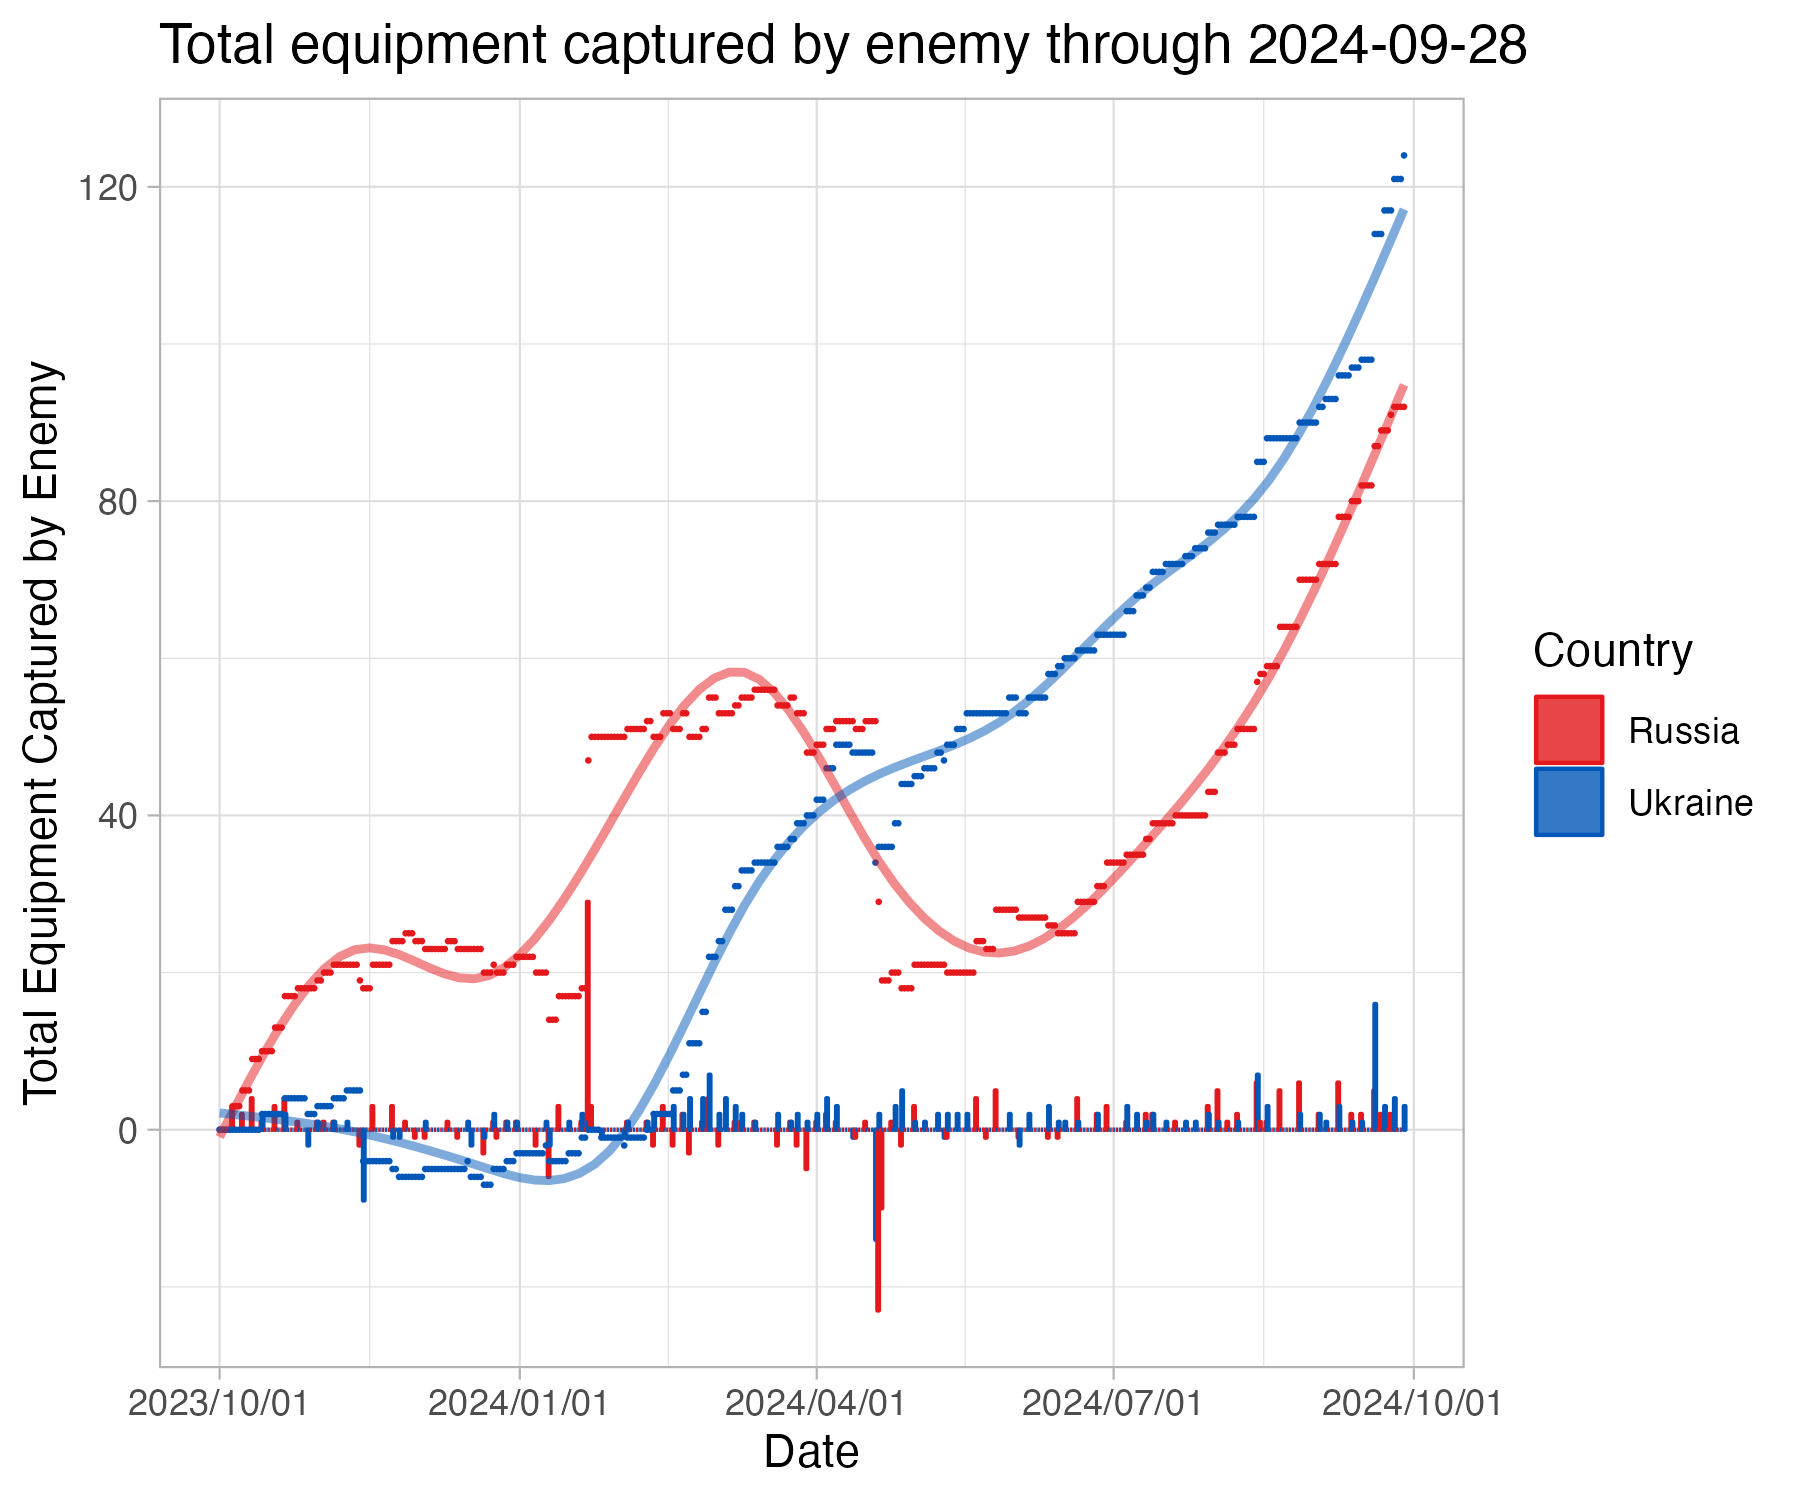 Total equipment captured by enemy through 2024-09-28
Total Equipment Captured by Enemy
120
80
40
0
2023/10/01
2024/01/01
2024/04/01
2024/07/01
2024/10/01
Date
Country
Russia
Ukraine